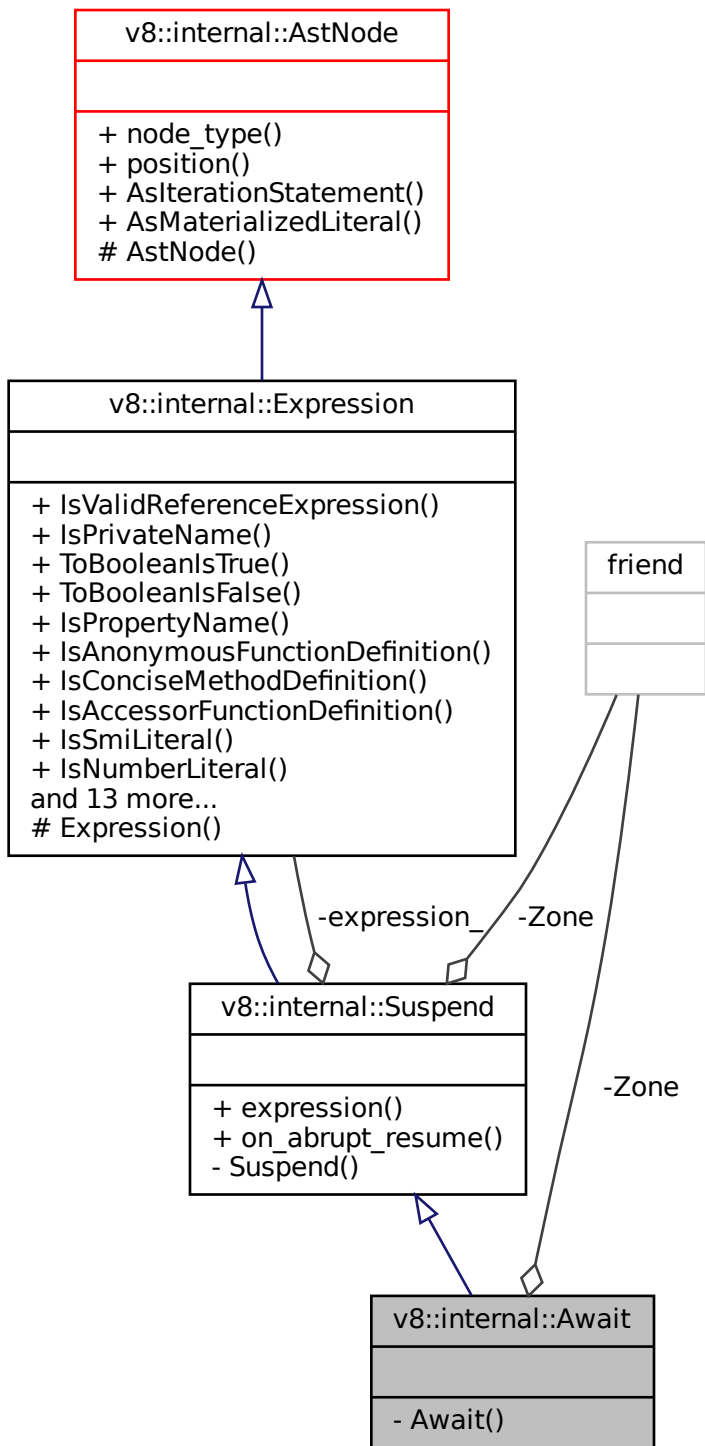 v8::internal::AstNode
+ node_type()
+ position()
+ AsIterationStatement()
+ AsMaterializedLiteral()
# AstNode()
v8::internal::Expression
+ IsValidReferenceExpression()
+ IsPrivateName()
+ ToBooleanIsTrue()
+ ToBooleanIsFalse()
+ IsPropertyName()
+ IsAnonymousFunctionDefinition()
+ IsConciseMethodDefinition()
+ IsAccessorFunctionDefinition()
+ IsSmiLiteral()
+ IsNumberLiteral()
and 13 more...
# Expression()
friend
-expression_
-Zone
v8::internal::Suspend
+ expression()
+ on_abrupt_resume()
- Suspend()
-Zone
v8::internal::Await
- Await()